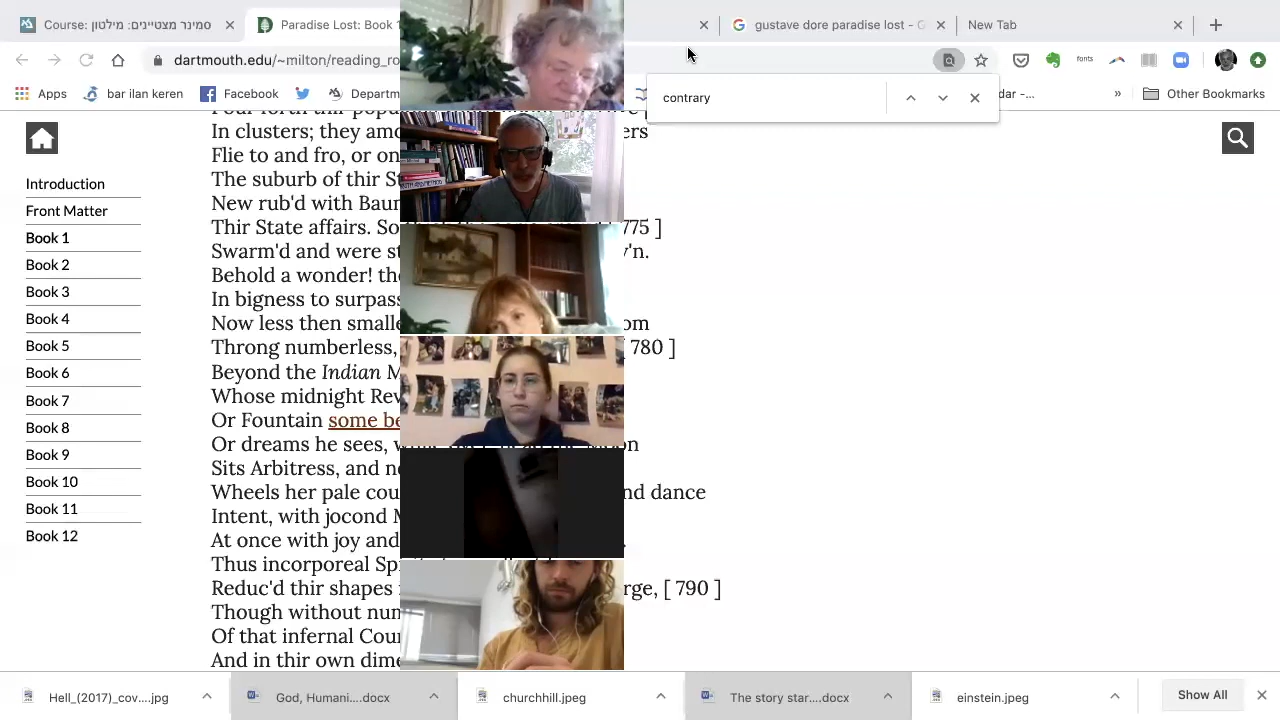 Course: סמינר מצטיינים: מילטון
Paradise Lost: Book 1
gustave dore paradise lost - G
New Tab
dartmouth.edu/~milton/reading_ro
fonts
contrary
Apps
bar ilan keren
Facebook
Departm
dar -...
»
Other Books
In clusters; they amo ers
Flie to and fro, or on
The suburb of thir S
New rub'd with Bau
Thir State affairs. So 775 ]
Swarm'd and were st y'n.
Behold a wonder! the
In bigness to surpass
Now less then smalle om
Throng numberless, [ 780 ]
Beyond the Indian M
Whose midnight Rev
Or Fountain some be
Or dreams he sees, w on
Sits Arbitress, and ne
Wheels her pale cou nd dance
Intent, with jocond M
At once with joy and
Thus incorporeal Sp
Reduc'd thir shapes rge, [ 790 ]
Though without num
Of that infernal Cou
And in thir own dime
Introduction
Front Matter
Book 1
Book 2
Book 3
Book 4
Book 5
Book 6
Book 7
Book 8
Book 9
Book 10
Book 11
Book 12
Hell_(2017)_cov....jpg
God, Humani....docx
churchhill.jpeg
The story star....docx
einstein.jpeg
Show All